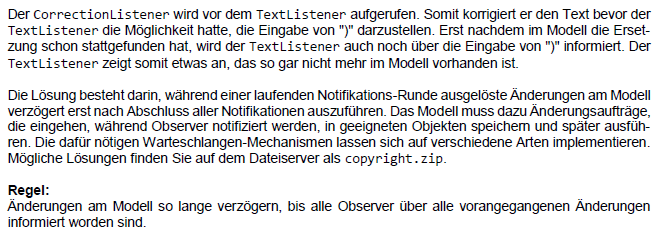 Der CorrectionListener wird vor dem TextListener aufgerufen. Somit korrigiert er den Text bevor der
TextListener die Möglichkeit hatte, die Eingabe von ")" darzustellen. Erst nachdem im Modell die Erset-
zung schon stattgefunden hat, wird der TextListener auch noch über die Eingabe von ")" informiert. Der
TextListener zeigt somit etwas an, das so gar nicht mehr im Modell vorhanden ist.
Die Lösung besteht darin, während einer laufenden Notifikations-Runde ausgelöste Änderungen am Modell
verzögert erst nach Abschluss aller Notifikationen auszuführen. Das Modell muss dazu Änderungsaufträge,
die eingehen, während Observer notifiziert werden, in geeigneten Objekten speichern und später ausfüh-
ren. Die dafür nötigen Warteschlangen-Mechanismen lassen sich auf verschiedene Arten implementieren.
Mögliche Lösungen finden Sie auf dem Dateiserver als copyright.zip.
Regel:
Änderungen am Modell so lange verzögern, bis alle Observer über alle vorangegangenen Änderungen
informiert worden sind.